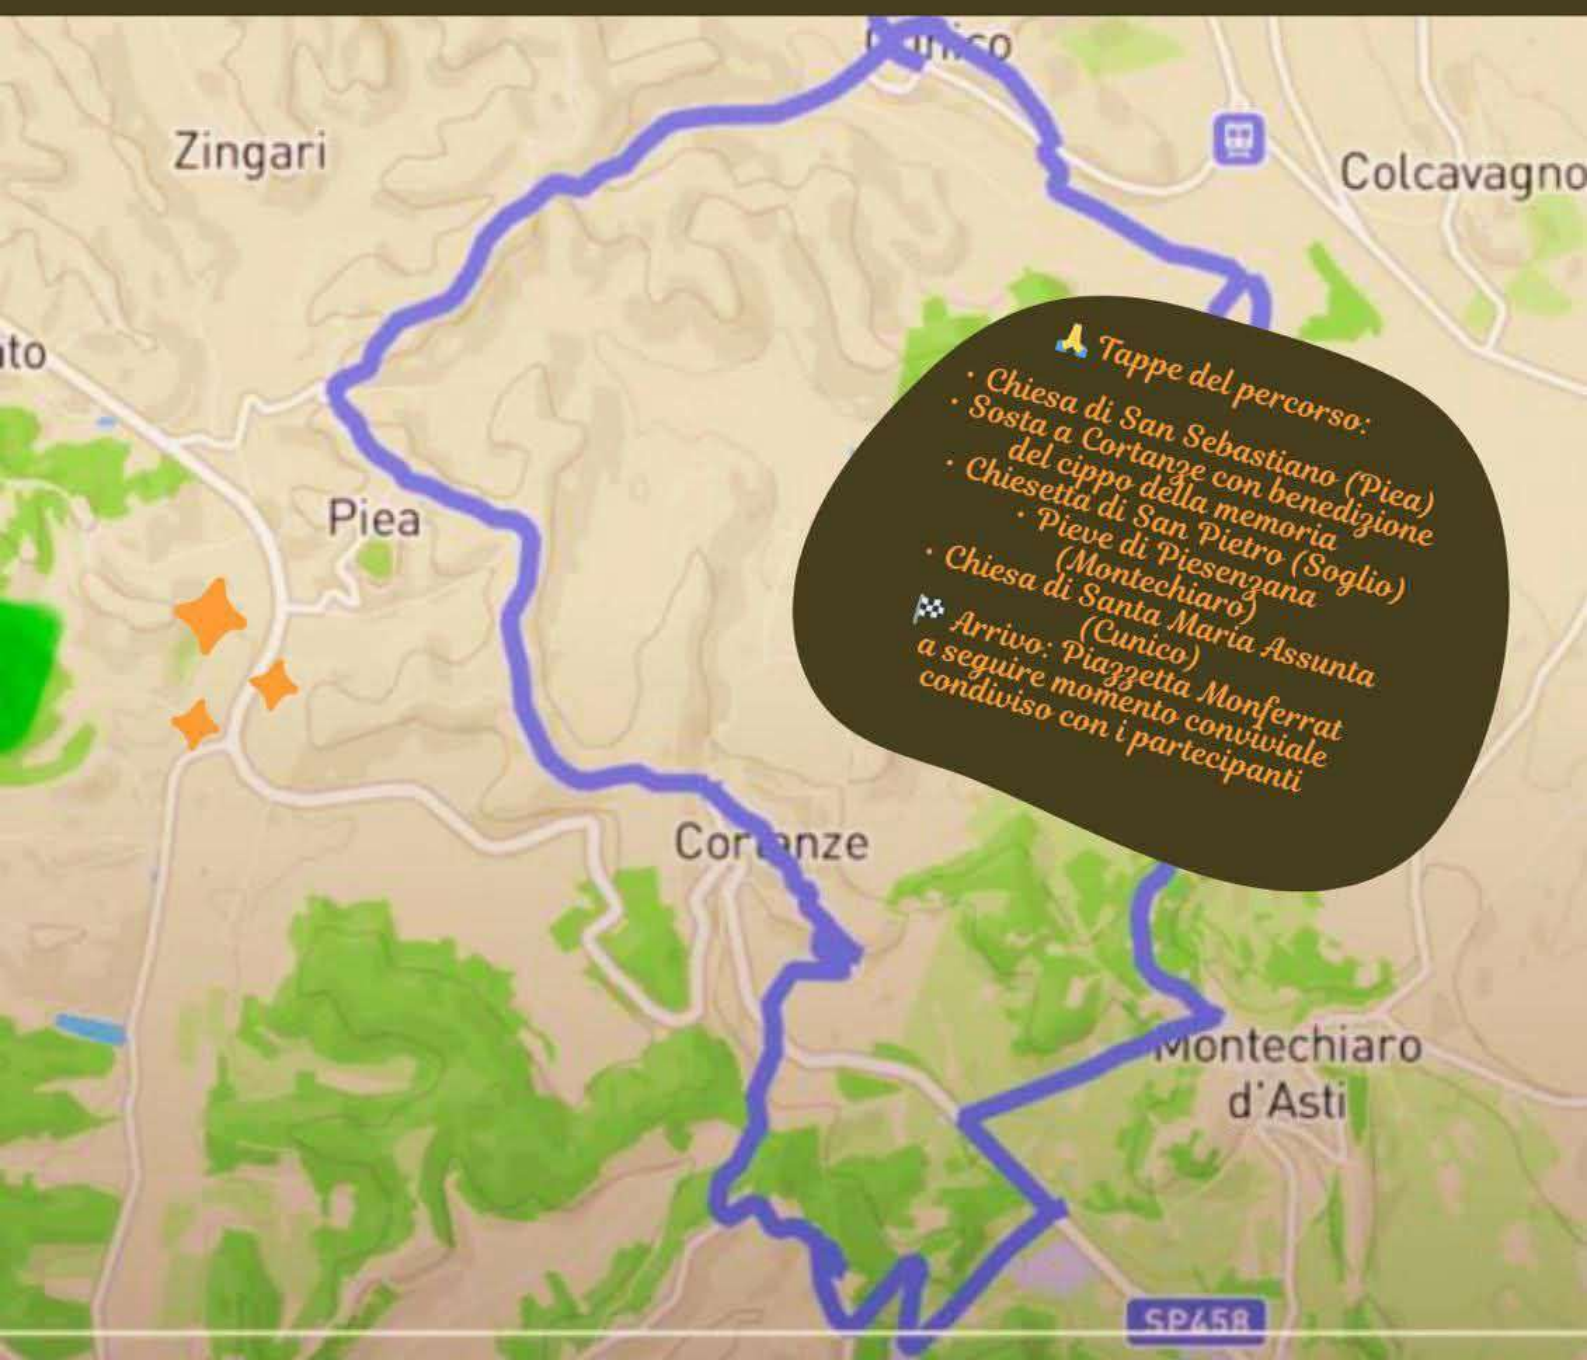 Zingari
Colcavagno
Piea
🙏 Tappe del percorso:
• Chiesa di San Sebastiano (Piea)
• Sosta a Cortanze con benedizione
del cippo della memoria
• Chiesetta di San Pietro (Soglio)
• Pieve di Piesenzana
(Montechiaro)
• Chiesa di Santa Maria Assunta
(Cunico)
🏁 Arrivo: Piazzetta Monferrat
a seguire momento conviviale
condiviso con i partecipanti
Cortanze
Montechiaro
d'Asti
SP458